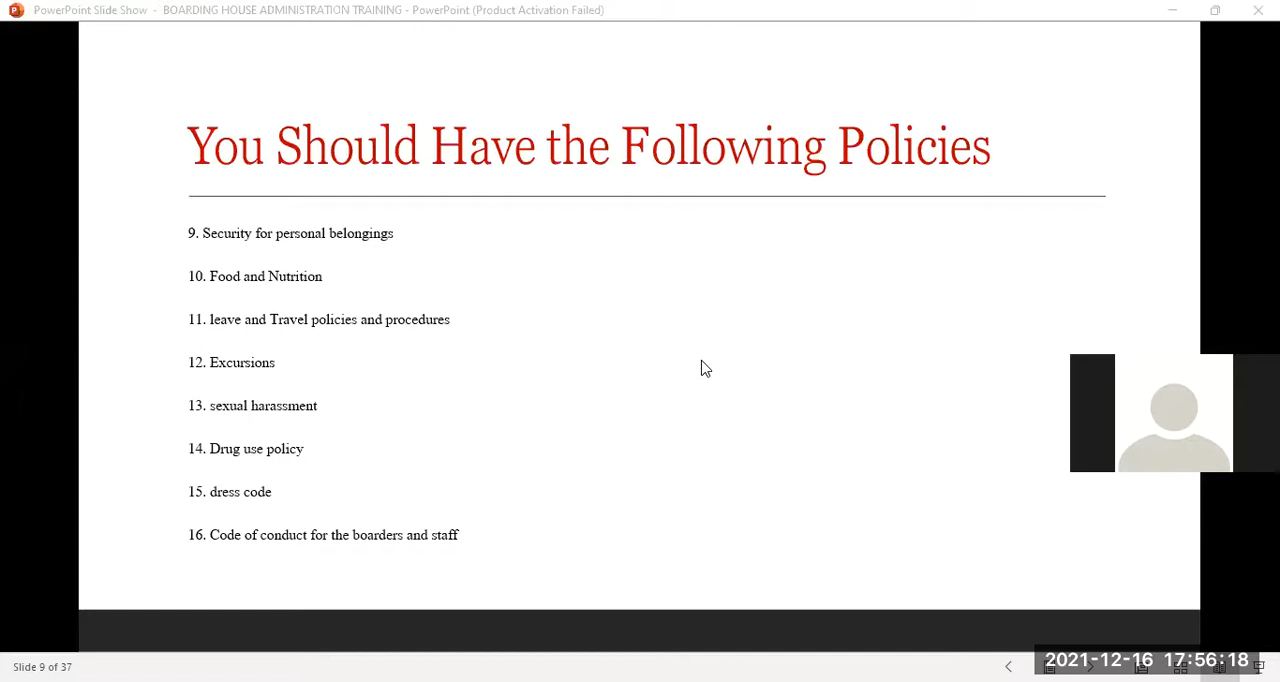 PowerPoint Slide Show - BOARDING HOUSE ADMINISTRATION TRAINING - PowerPoint (Product Activation Failed)
You Should Have the Following Policies
9. Security for personal belongings
10. Food and Nutrition
11. leave and Travel policies and procedures
12. Excursions
13. sexual harassment
14. Drug use policy
15. dress code
16. Code of conduct for the boarders and staff
Slide 9 of 37
2021-12-16 17:56:18